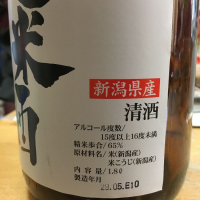 米酒
新潟県産
清酒
アルコール度数/
15度以上16度未満
精米歩合/65%
原材料名/米(新潟産)
米こうじ(新潟産)
内容量/1.8ℓ
製造年月
20.05.E10